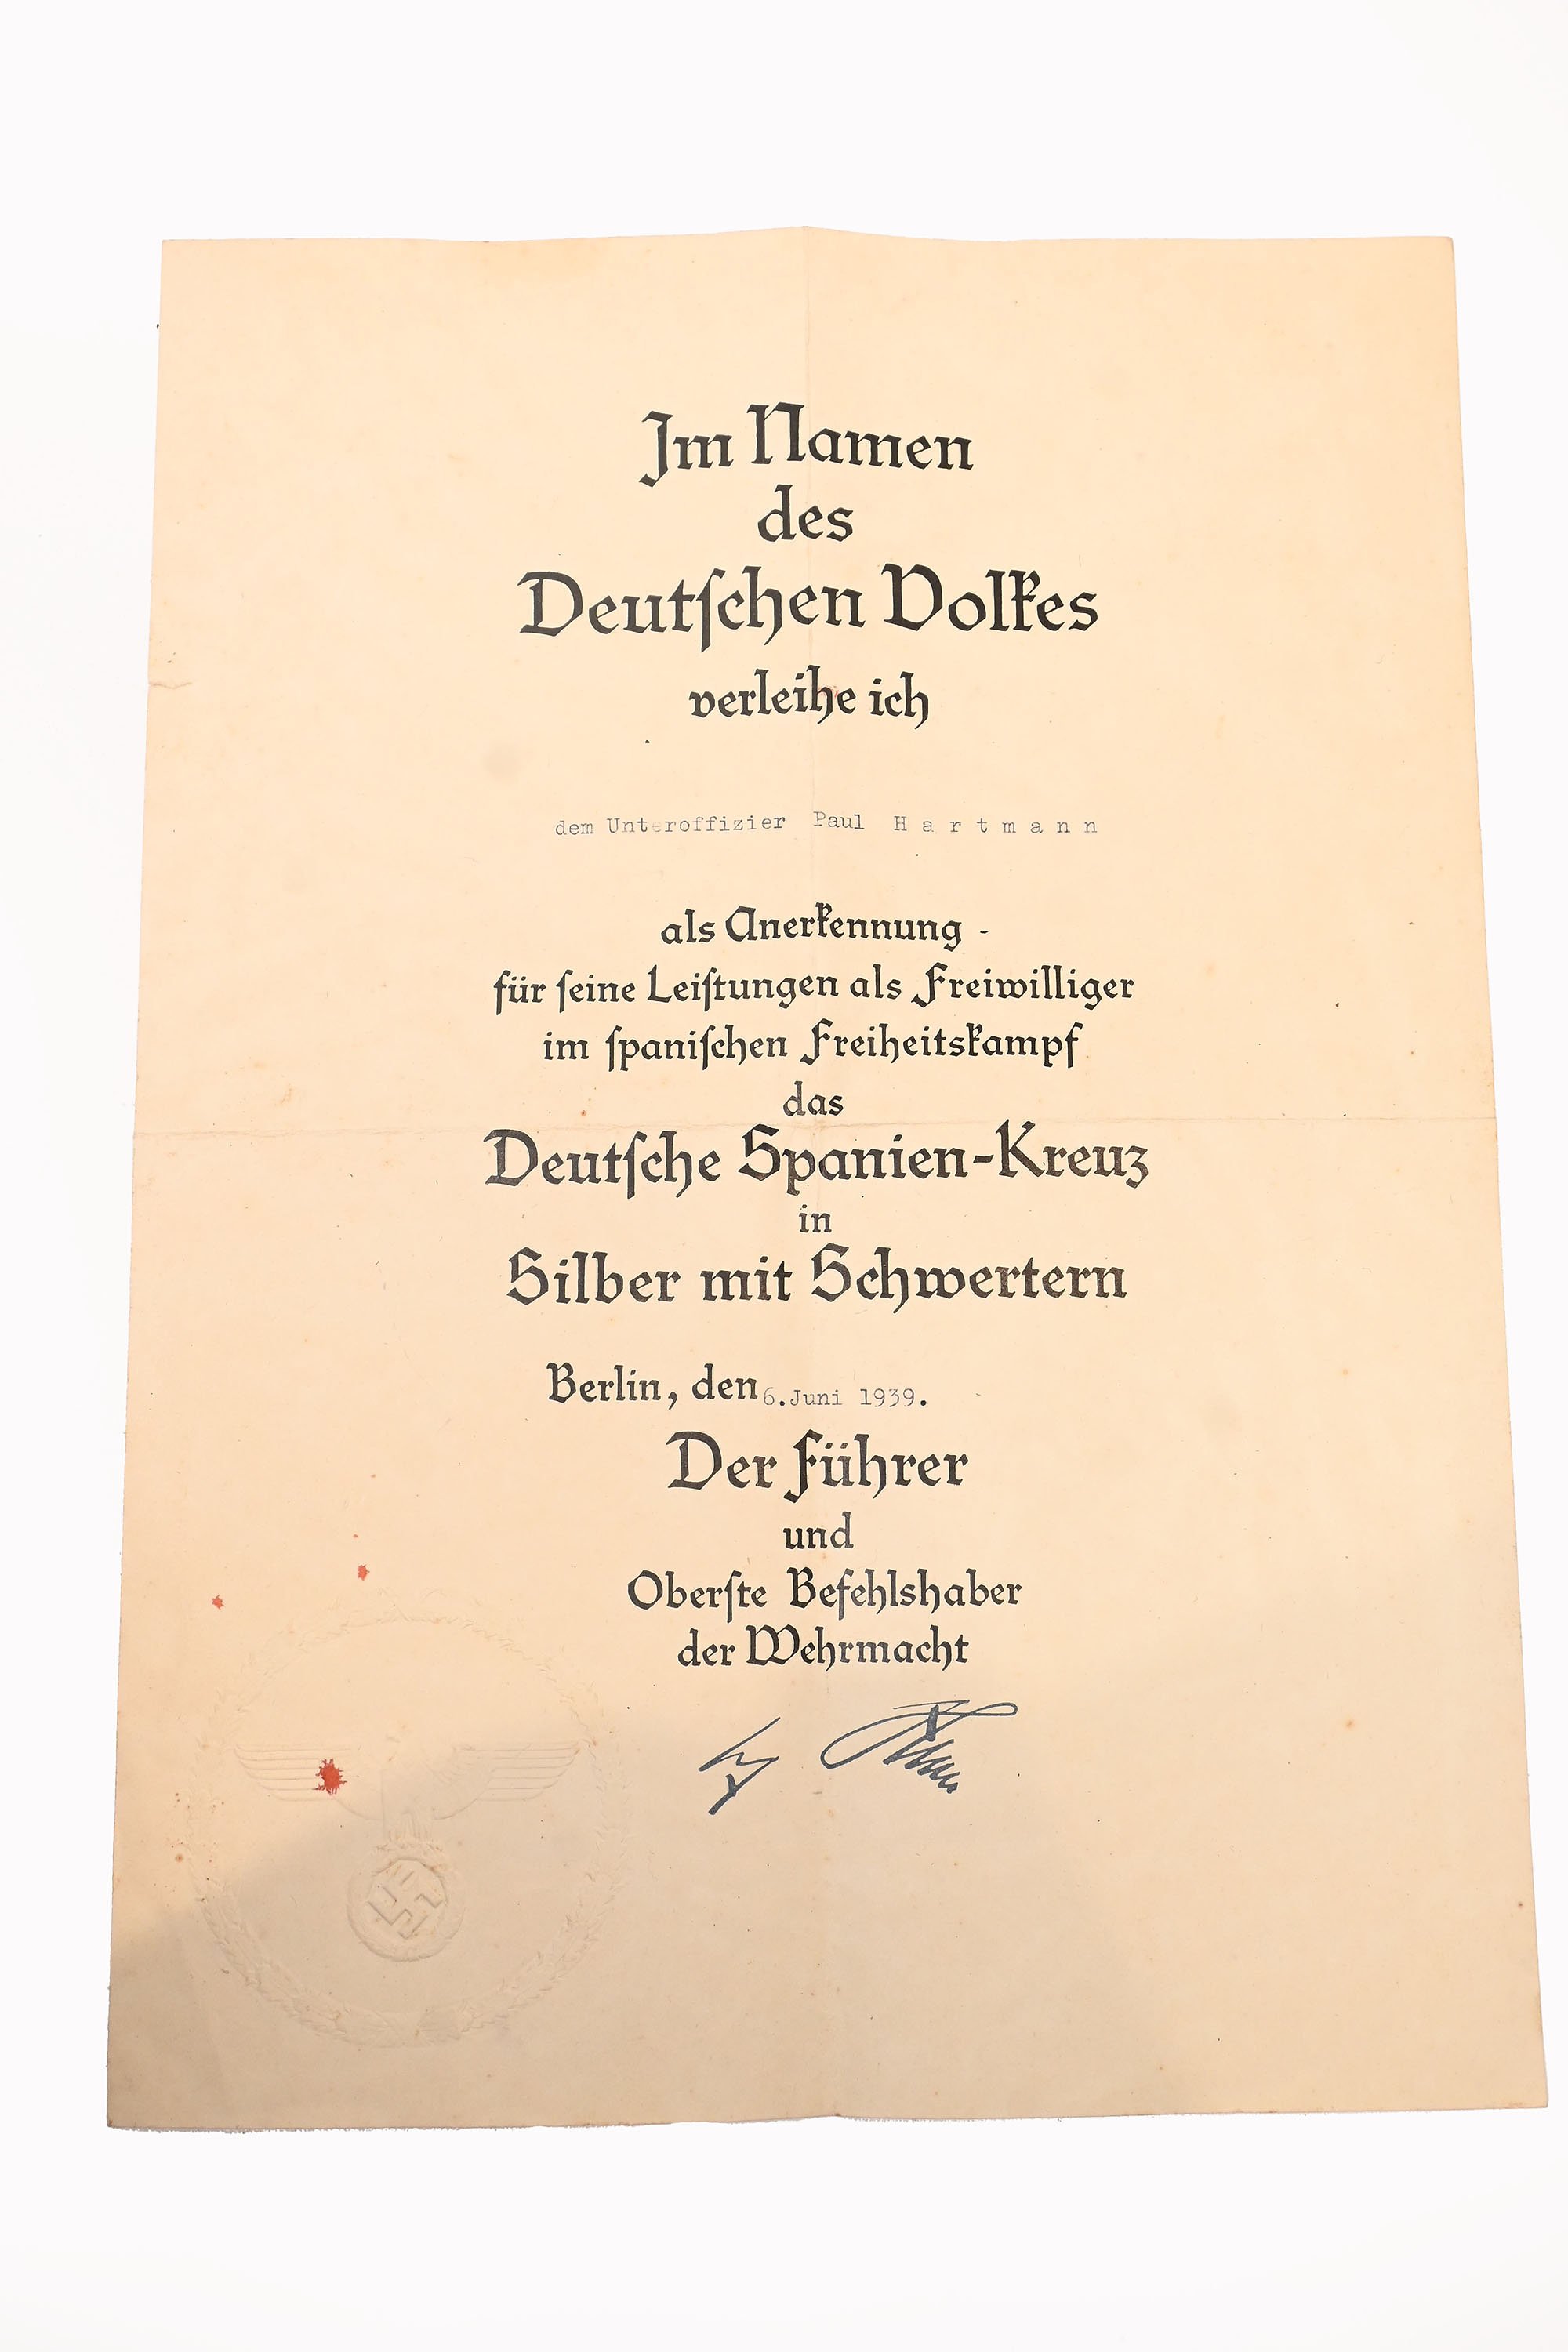 Im Namen
des
Deutſchen Volkes
verleihe ich
dem Unteroffizier Paul H a r t m a n n
als Anerkennung -
für ſeine Leiſtungen als Freiwilliger
im ſpaniſchen Freiheitskampf
das
Deutſche Spanien-Kreuz
in
Silber mit Schwertern
Berlin, den 6.Juni 1939.
Der Führer
und
Oberſte Befehlshaber
der Wehrmacht